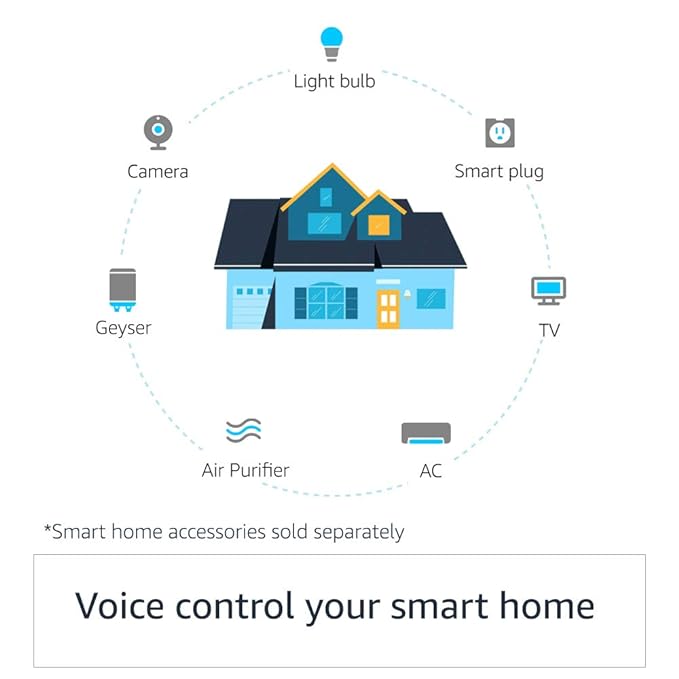 Light bulb
Camera
Smart plug
Geyser
TV
Air Purifier
AC
*Smart home accessories sold separately
Voice control your smart home